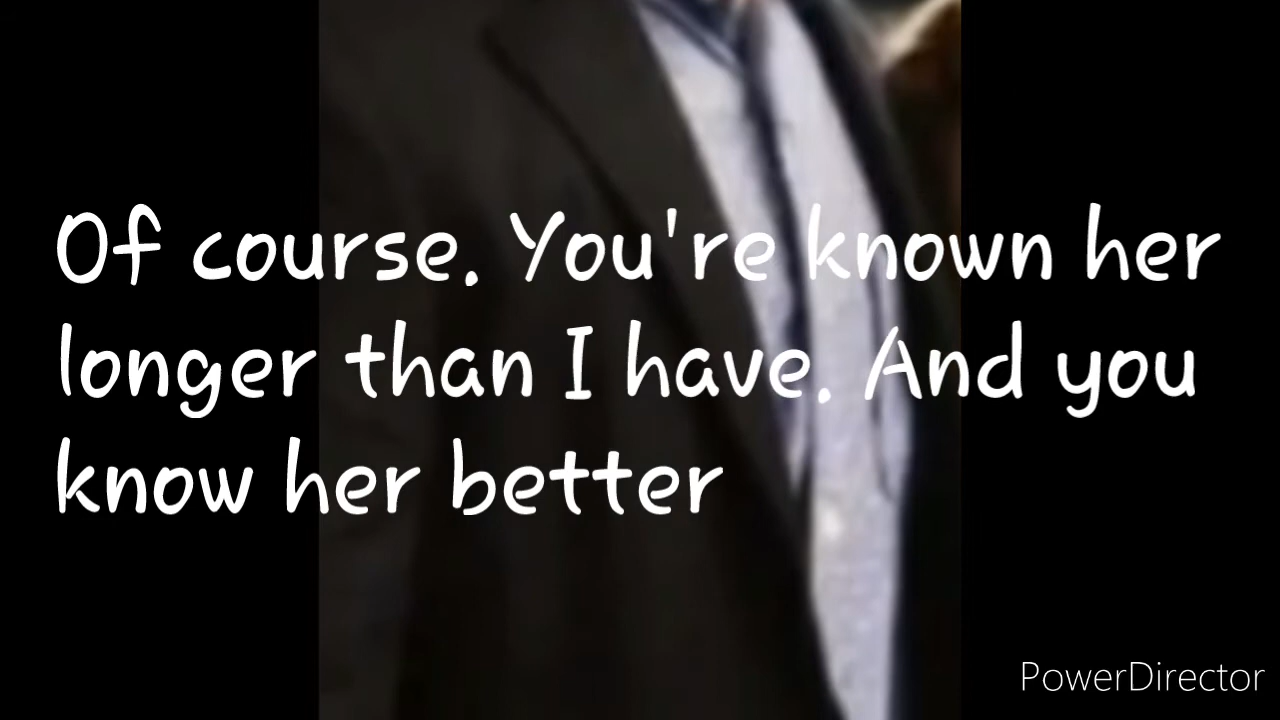 Of course. You're known her
longer than I have. And you
know her better
PowerDirector